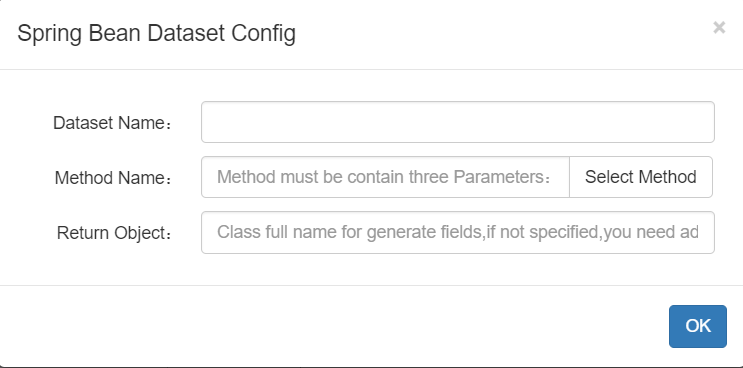 Spring Bean Dataset Config ×
Dataset Name：
Method Name： Method must be contain three Parameters： Select Method
Return Object： Class full name for generate fields,if not specified,you need ad
OK